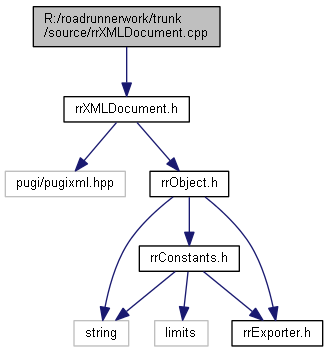 R:/roadrunnerwork/trunk
/source/rrXMLDocument.cpp
rrXMLDocument.h
pugi/pugixml.hpp
rrObject.h
rrConstants.h
string
limits
rrExporter.h